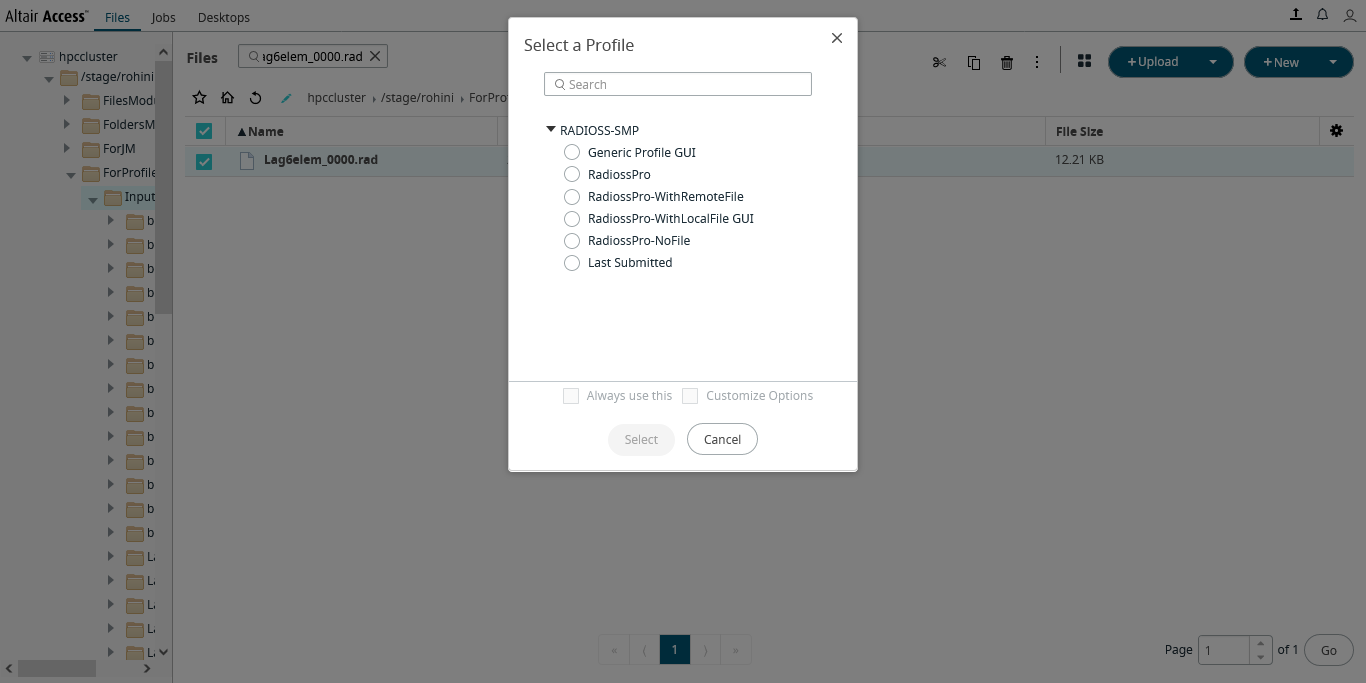 Altair Access™ Files Jobs Desktops
Select a Profile
hpccluster
/stage/rohini
FilesModu
FoldersM
ForJM
ForProfile
Input
b
b
b
b
b
b
b
b
b
b
b
b
b
b
La
La
La
La
La
Files
ag6elem_0000.rad
+Upload
+New
hpccluster › /stage/rohini › ForProf
Name
File Size
Lag6elem_0000.rad
12.21 KB
Search
RADIOSS-SMP
Generic Profile GUI
RadiossPro
RadiossPro-WithRemoteFile
RadiossPro-WithLocalFile GUI
RadiossPro-NoFile
Last Submitted
Always use this Customize Options
Select Cancel
« ⟨ 1 ⟩ »
Page 1 of 1 Go